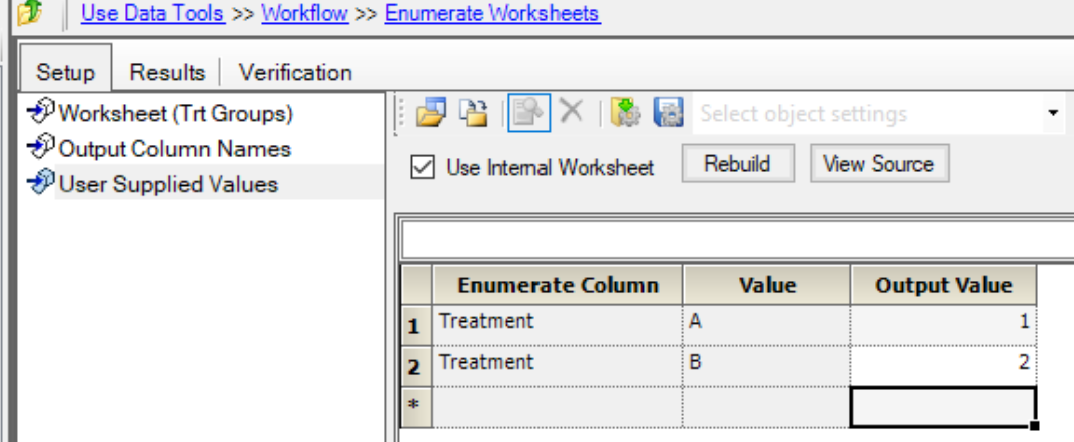 Use Data Tools >> Workflow >> Enumerate Worksheets
Setup Results Verification
Worksheet (Trt Groups)
Output Column Names
User Supplied Values
Select object settings
Use Internal Worksheet Rebuild View Source
Enumerate Column Value Output Value
1 Treatment A 1
2 Treatment B 2
*